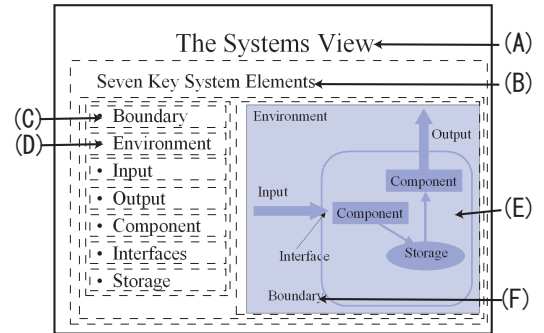 The Systems View
(A)
Seven Key System Elements
(B)
(C)
• Boundary
(D)
• Environment
• Input
• Output
• Component
• Interfaces
• Storage
Environment
Output
Component
Input
Component
(E)
Interface
Storage
Boundary
(F)